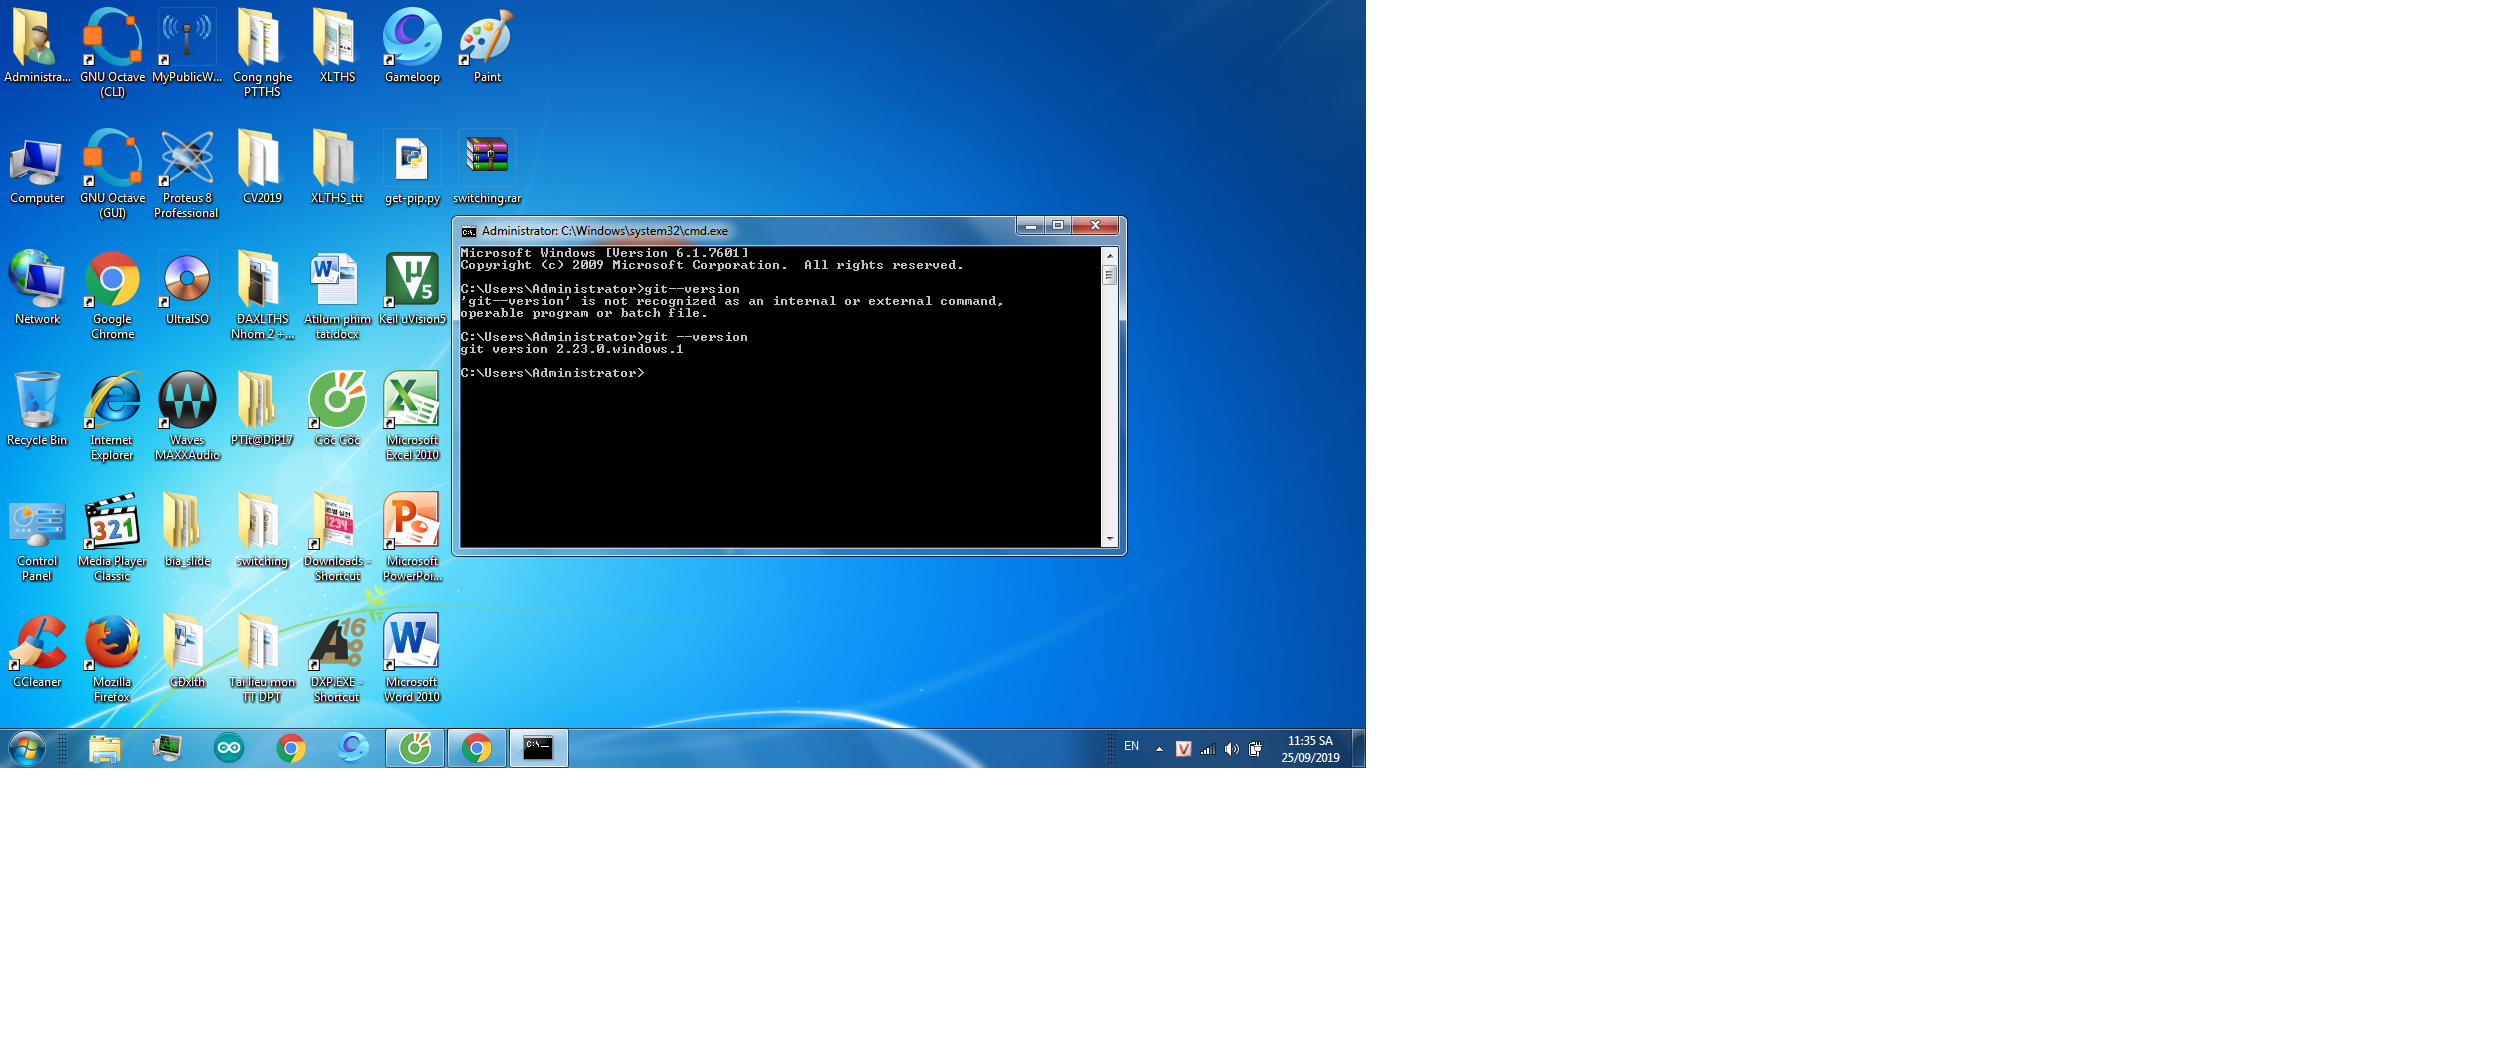 Administra...
GNU Octave
(CLI)
MyPublicW...
Cong nghe
PTTHS
XLTHS
Gameloop
Paint
Computer
GNU Octave
(GUI)
Proteus 8
Professional
CV2019
XLTHS_ttt
get-pip.py
switching.rar
Network
Google
Chrome
UltraISO
ĐAXLTHS
Nhóm 2 +...
Atilum phim
tat.docx
Keil uVision5
Recycle Bin
Internet
Explorer
Waves
MAXXAudio
PTIt@DiP17
Cốc Cốc
Microsoft
Excel 2010
Control
Panel
Media Player
Classic
bia_slide
switching
Downloads -
Shortcut
Microsoft
PowerPoi...
CCleaner
Mozilla
Firefox
CĐxlth
Tai lieu mon
TT DPT
DXP.EXE -
Shortcut
Microsoft
Word 2010
Administrator: C:\Windows\system32\cmd.exe
Microsoft Windows [Version 6.1.7601]
Copyright (c) 2009 Microsoft Corporation.  All rights reserved.
C:\Users\Administrator>git--version
'git--version' is not recognized as an internal or external command,
operable program or batch file.
C:\Users\Administrator>git --version
git version 2.23.0.windows.1
C:\Users\Administrator>
EN
11:35 SA
25/09/2019